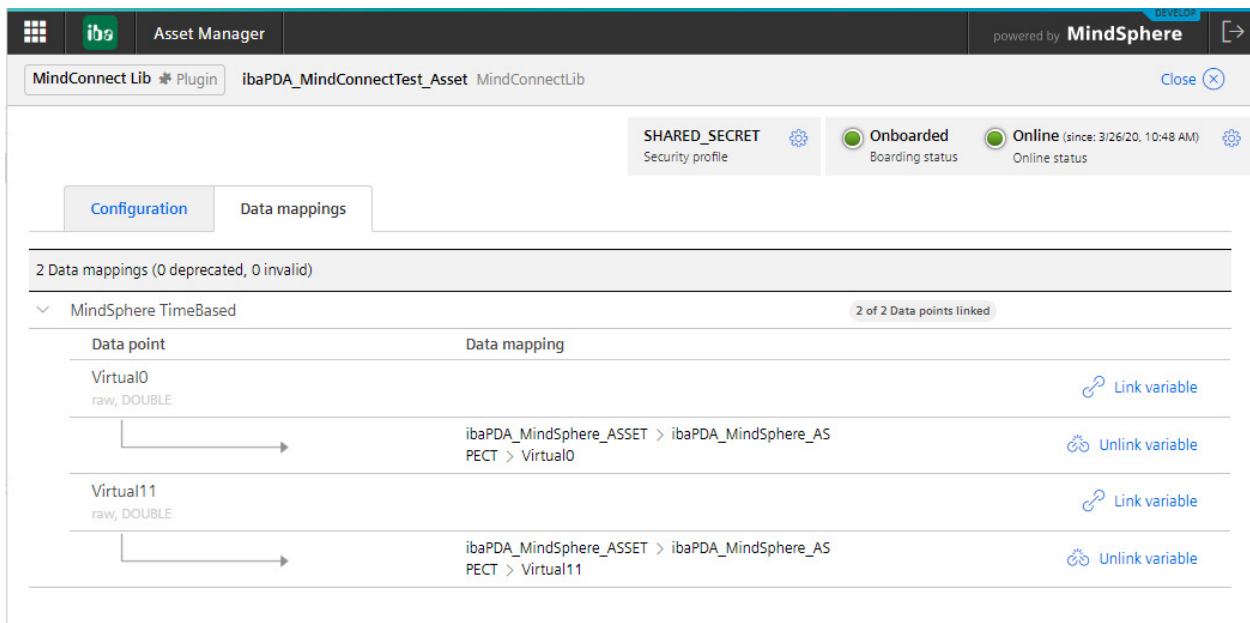 DEVELOP
iba Asset Manager powered by MindSphere
MindConnect Lib Plugin ibaPDA_MindConnectTest_Asset MindConnectLib Close
SHARED_SECRET Onboarded Online (since: 3/26/20, 10:48 AM)
Security profile Boarding status Online status
Configuration Data mappings
2 Data mappings (0 deprecated, 0 invalid)
MindSphere TimeBased 2 of 2 Data points linked
Data point Data mapping
Virtual0
raw, DOUBLE
Link variable
ibaPDA_MindSphere_ASSET > ibaPDA_MindSphere_AS
PECT > Virtual0
Unlink variable
Virtual11
raw, DOUBLE
Link variable
ibaPDA_MindSphere_ASSET > ibaPDA_MindSphere_AS
PECT > Virtual11
Unlink variable